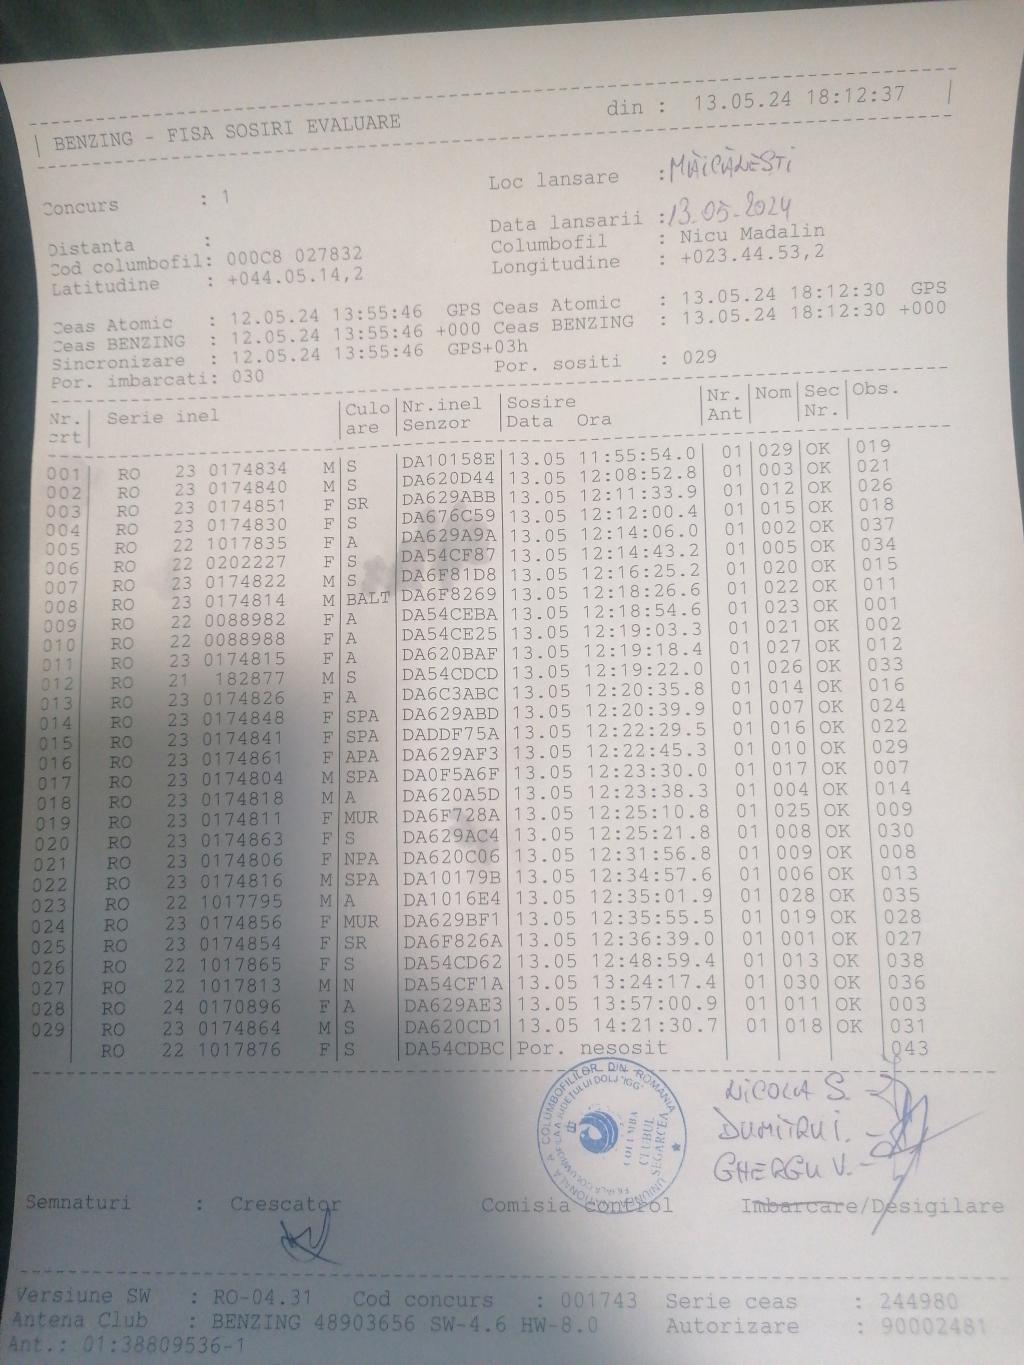 BENZING - FISA SOSIRI EVALUARE din : 13.05.24 18:12:37
Concurs : 1 Loc lansare : MĂICĂNEȘTI
Data lansarii : 13.05.2024
Distanta : Columbofil : Nicu Madalin
Cod columbofil: 000C8 027832 Longitudine : +023.44.53,2
Latitudine : +044.05.14,2
Ceas Atomic : 12.05.24 13:55:46 GPS Ceas Atomic : 13.05.24 18:12:30 GPS
Ceas BENZING : 12.05.24 13:55:46 +000 Ceas BENZING : 13.05.24 18:12:30 +000
Sincronizare : 12.05.24 13:55:46 GPS+03h
Por. imbarcati: 030 Por. sositi : 029
Nr. Serie inel Culo Nr.inel Sosire Nr. Nom Sec Obs.
crt are Senzor Data Ora Ant Nr.
001 RO 23 0174834 M S DA10158E 13.05 11:55:54.0 01 029 OK 019
002 RO 23 0174840 M S DA620D44 13.05 12:08:52.8 01 003 OK 021
003 RO 23 0174851 F SR DA629ABB 13.05 12:11:33.9 01 012 OK 026
004 RO 23 0174830 F S DA676C59 13.05 12:12:00.4 01 015 OK 018
005 RO 22 1017835 F A DA629A9A 13.05 12:14:06.0 01 002 OK 037
006 RO 22 0202227 F S DA54CF87 13.05 12:14:43.2 01 005 OK 034
007 RO 23 0174822 M S DA6F81D8 13.05 12:16:25.2 01 020 OK 015
008 RO 23 0174814 M BALT DA6F8269 13.05 12:18:26.6 01 022 OK 011
009 RO 22 0088982 F A DA54CEBA 13.05 12:18:54.6 01 023 OK 001
010 RO 22 0088988 F A DA54CE25 13.05 12:19:03.3 01 021 OK 002
011 RO 23 0174815 F A DA620BAF 13.05 12:19:18.4 01 027 OK 012
012 RO 21 182877 M S DA54CDCD 13.05 12:19:22.0 01 026 OK 033
013 RO 23 0174826 F A DA6C3ABC 13.05 12:20:35.8 01 014 OK 016
014 RO 23 0174848 F SPA DA629ABD 13.05 12:20:39.9 01 007 OK 024
015 RO 23 0174841 F SPA DADDF75A 13.05 12:22:29.5 01 016 OK 022
016 RO 23 0174861 F APA DA629AF3 13.05 12:22:45.3 01 010 OK 029
017 RO 23 0174804 M SPA DA0F5A6F 13.05 12:23:30.0 01 017 OK 007
018 RO 23 0174818 M A DA620A5D 13.05 12:23:38.3 01 004 OK 014
019 RO 23 0174811 F MUR DA6F728A 13.05 12:25:10.8 01 025 OK 009
020 RO 23 0174863 F S DA629AC4 13.05 12:25:21.8 01 008 OK 030
021 RO 23 0174806 F NPA DA620C06 13.05 12:31:56.8 01 009 OK 008
022 RO 23 0174816 M SPA DA10179B 13.05 12:34:57.6 01 006 OK 013
023 RO 22 1017795 M A DA1016E4 13.05 12:35:01.9 01 028 OK 035
024 RO 23 0174856 F MUR DA629BF1 13.05 12:35:55.5 01 019 OK 028
025 RO 23 0174854 F SR DA6F826A 13.05 12:36:39.0 01 001 OK 027
026 RO 22 1017865 F S DA54CD62 13.05 12:48:59.4 01 013 OK 038
027 RO 22 1017813 M N DA54CF1A 13.05 13:24:17.4 01 030 OK 036
028 RO 24 0170896 F A DA629AE3 13.05 13:57:00.9 01 011 OK 003
029 RO 23 0174864 M S DA620CD1 13.05 14:21:30.7 01 018 OK 031
RO 22 1017876 F S DA54CDBC Por. nesosit 043
UNIUNEA NATIONALA A COLUMBOFILILOR DIN ROMANIA
COLUMBA
CLUBUL
SEGARCEA
NICOLA S.
DUMITRU I.
GHERGU V.
Semnaturi : Crescator Comisia control Imbarcare/Desigilare
Versiune SW : RO-04.31 Cod concurs : 001743 Serie ceas : 244980
Antena Club : BENZING 48903656 SW-4.6 HW-8.0 Autorizare : 90002481
Ant.: 01:38809536-1